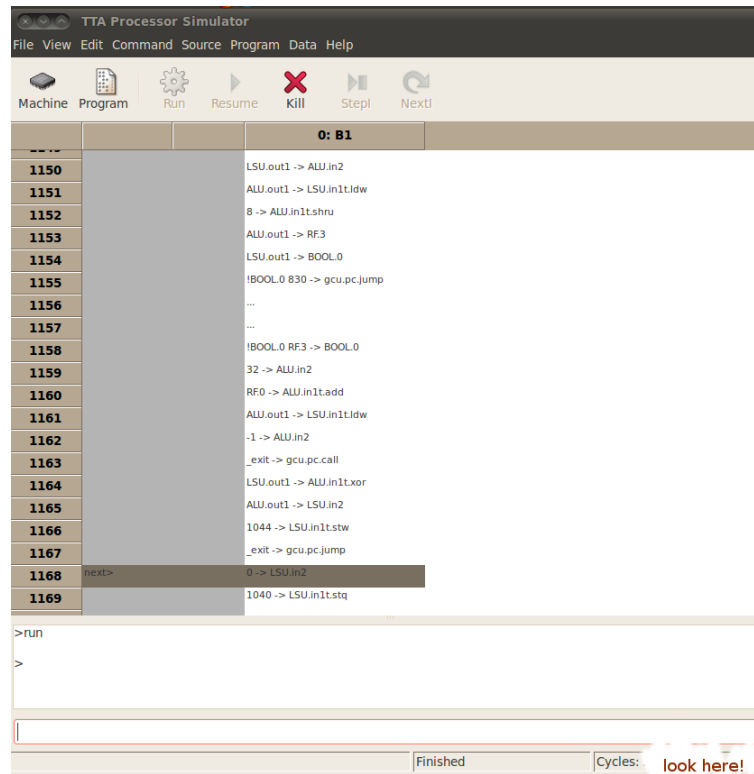 TTA Processor Simulator
File View Edit Command Source Program Data Help
Machine Program Run Resume Kill StepI NextI
0: B1
1150 LSU.out1 -> ALU.in2
1151 ALU.out1 -> LSU.in1t.ldw
1152 8 -> ALU.in1t.shru
1153 ALU.out1 -> RF.3
1154 LSU.out1 -> BOOL.0
1155 !BOOL.0 830 -> gcu.pc.jump
1156 ...
1157 ...
1158 !BOOL.0 RF.3 -> BOOL.0
1159 32 -> ALU.in2
1160 RF.0 -> ALU.in1t.add
1161 ALU.out1 -> LSU.in1t.ldw
1162 -1 -> ALU.in2
1163 _exit -> gcu.pc.call
1164 LSU.out1 -> ALU.in1t.xor
1165 ALU.out1 -> LSU.in2
1166 1044 -> LSU.in1t.stw
1167 _exit -> gcu.pc.jump
1168 next> 0 -> LSU.in2
1169 1040 -> LSU.in1t.stq
>run
>
Finished Cycles: look here!